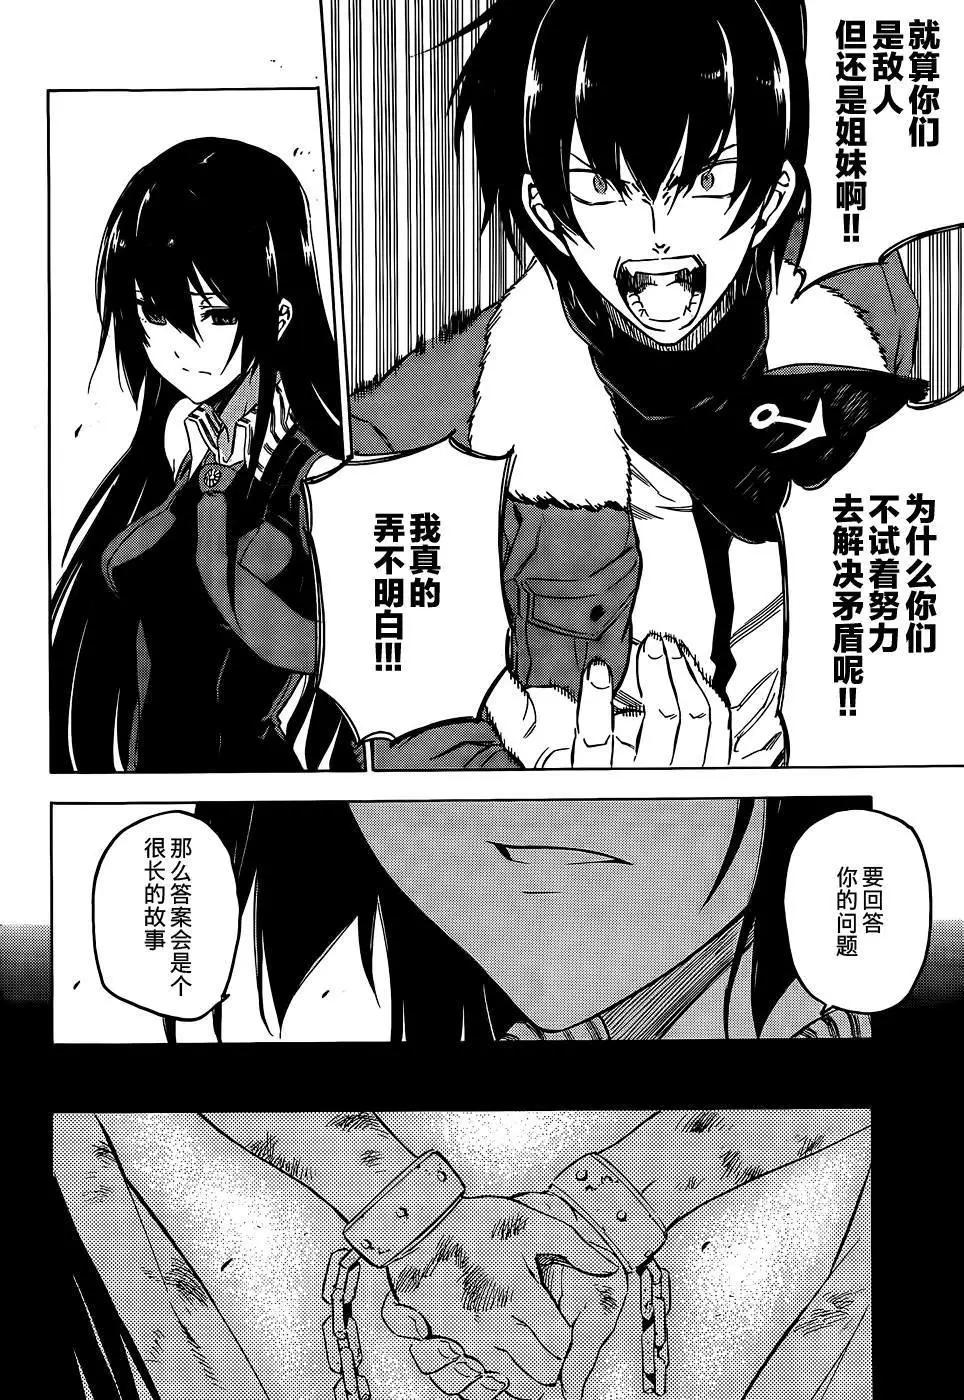 就算你们
是敌人
但还是姐妹啊!!
为什么你们
不试着努力
去解决矛盾呢!!
我真的
弄不明白!!!
要回答
你的问题
那么答案会是个
很长的故事